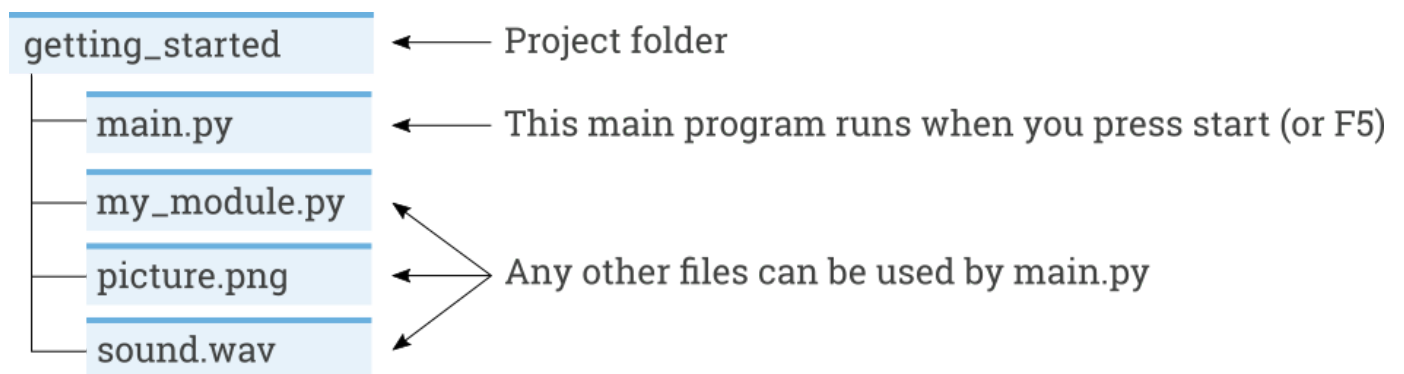 getting_started
Project folder
main.py
This main program runs when you press start (or F5)
my_module.py
picture.png
Any other files can be used by main.py
sound.wav